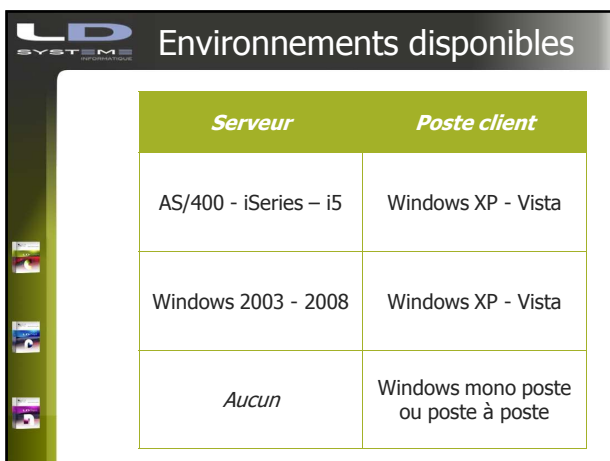 LD
SYSTEME
INFORMATIQUE
Environnements disponibles
Serveur Poste client
AS/400 - iSeries – i5 Windows XP - Vista
Windows 2003 - 2008 Windows XP - Vista
Aucun Windows mono poste
ou poste à poste